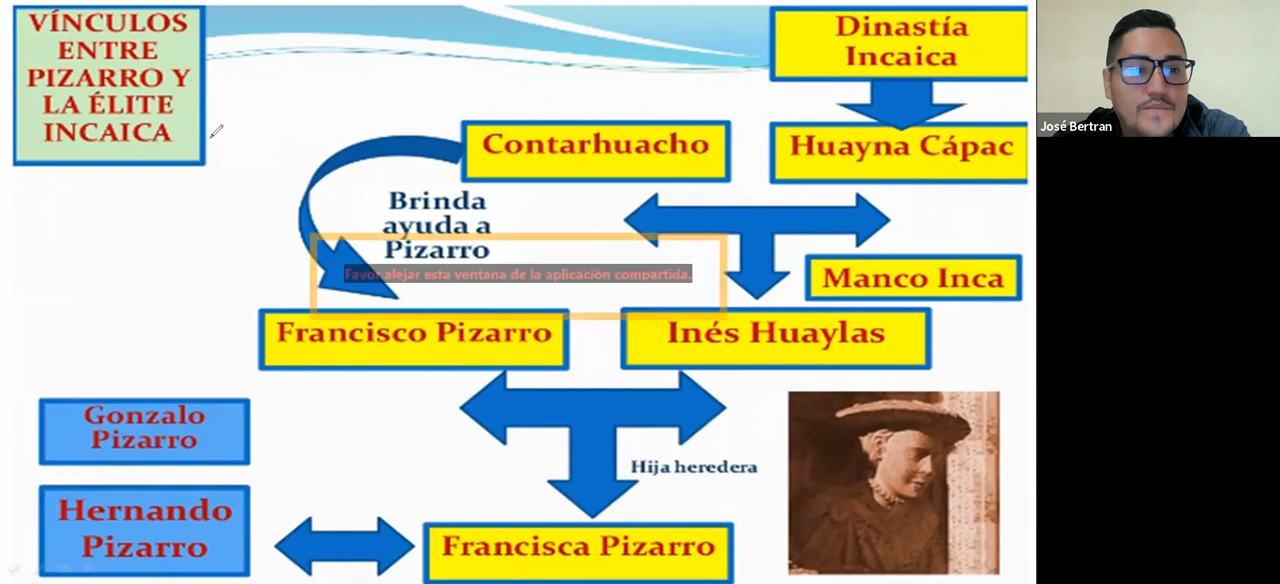 VÍNCULOS
ENTRE
PIZARRO Y
LA ÉLITE
INCAICA
Dinastía
Incaica
Contarhuacho
Huayna Cápac
Brinda
ayuda a
Pizarro
Favor alejar esta ventana de la aplicación compartida.
Manco Inca
Francisco Pizarro
Inés Huaylas
Gonzalo
Pizarro
Hija heredera
Hernando
Pizarro
Francisca Pizarro
José Bertran